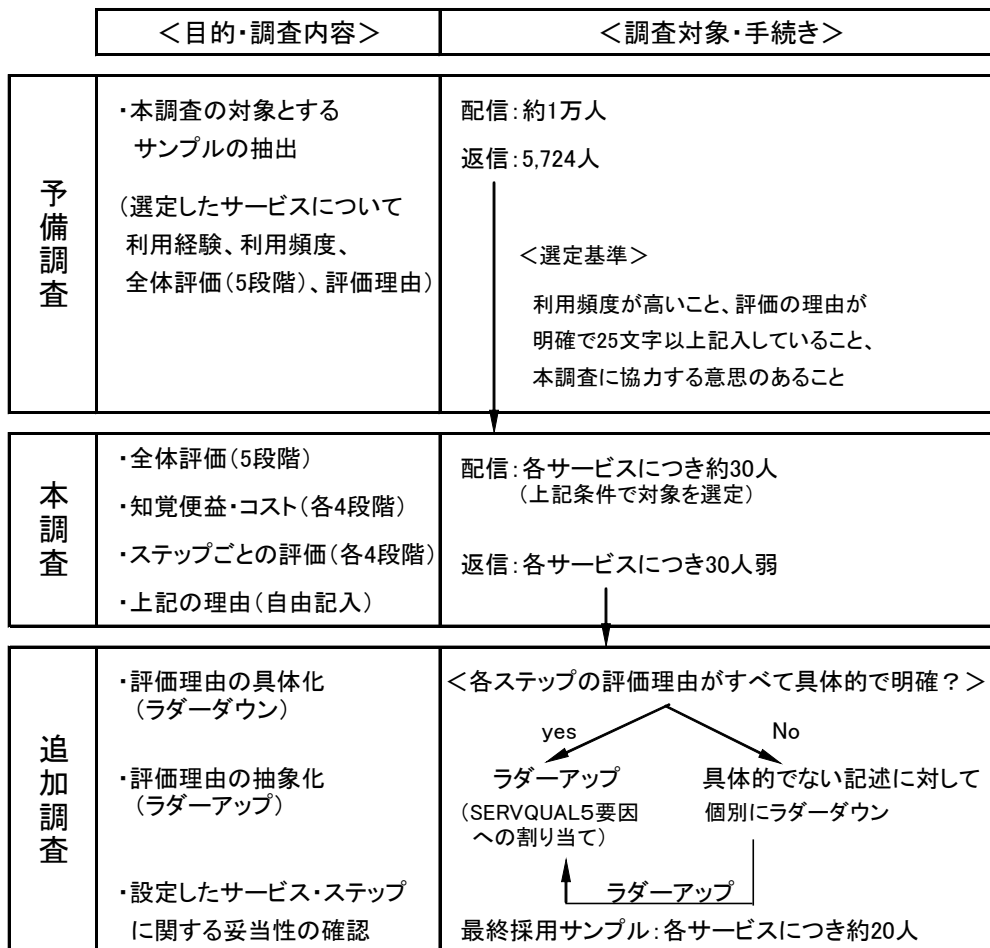 ＜目的・調査内容＞
＜調査対象・手続き＞
予備調査
・本調査の対象とする
サンプルの抽出
（選定したサービスについて
利用経験、利用頻度、
全体評価（5段階）、評価理由）
配信：約1万人
返信：5,724人
＜選定基準＞
利用頻度が高いこと、評価の理由が
明確で25文字以上記入していること、
本調査に協力する意思のあること
本調査
・全体評価（5段階）
・知覚便益・コスト（各4段階）
・ステップごとの評価（各4段階）
・上記の理由（自由記入）
配信：各サービスにつき約30人
（上記条件で対象を選定）
返信：各サービスにつき30人弱
追加調査
・評価理由の具体化
（ラダーダウン）
・評価理由の抽象化
（ラダーアップ）
・設定したサービス・ステップ
に関する妥当性の確認
＜各ステップの評価理由がすべて具体的で明確？＞
yes
No
ラダーアップ
（SERVQUAL5要因
への割り当て）
具体的でない記述に対して
個別にラダーダウン
ラダーアップ
最終採用サンプル：各サービスにつき約20人